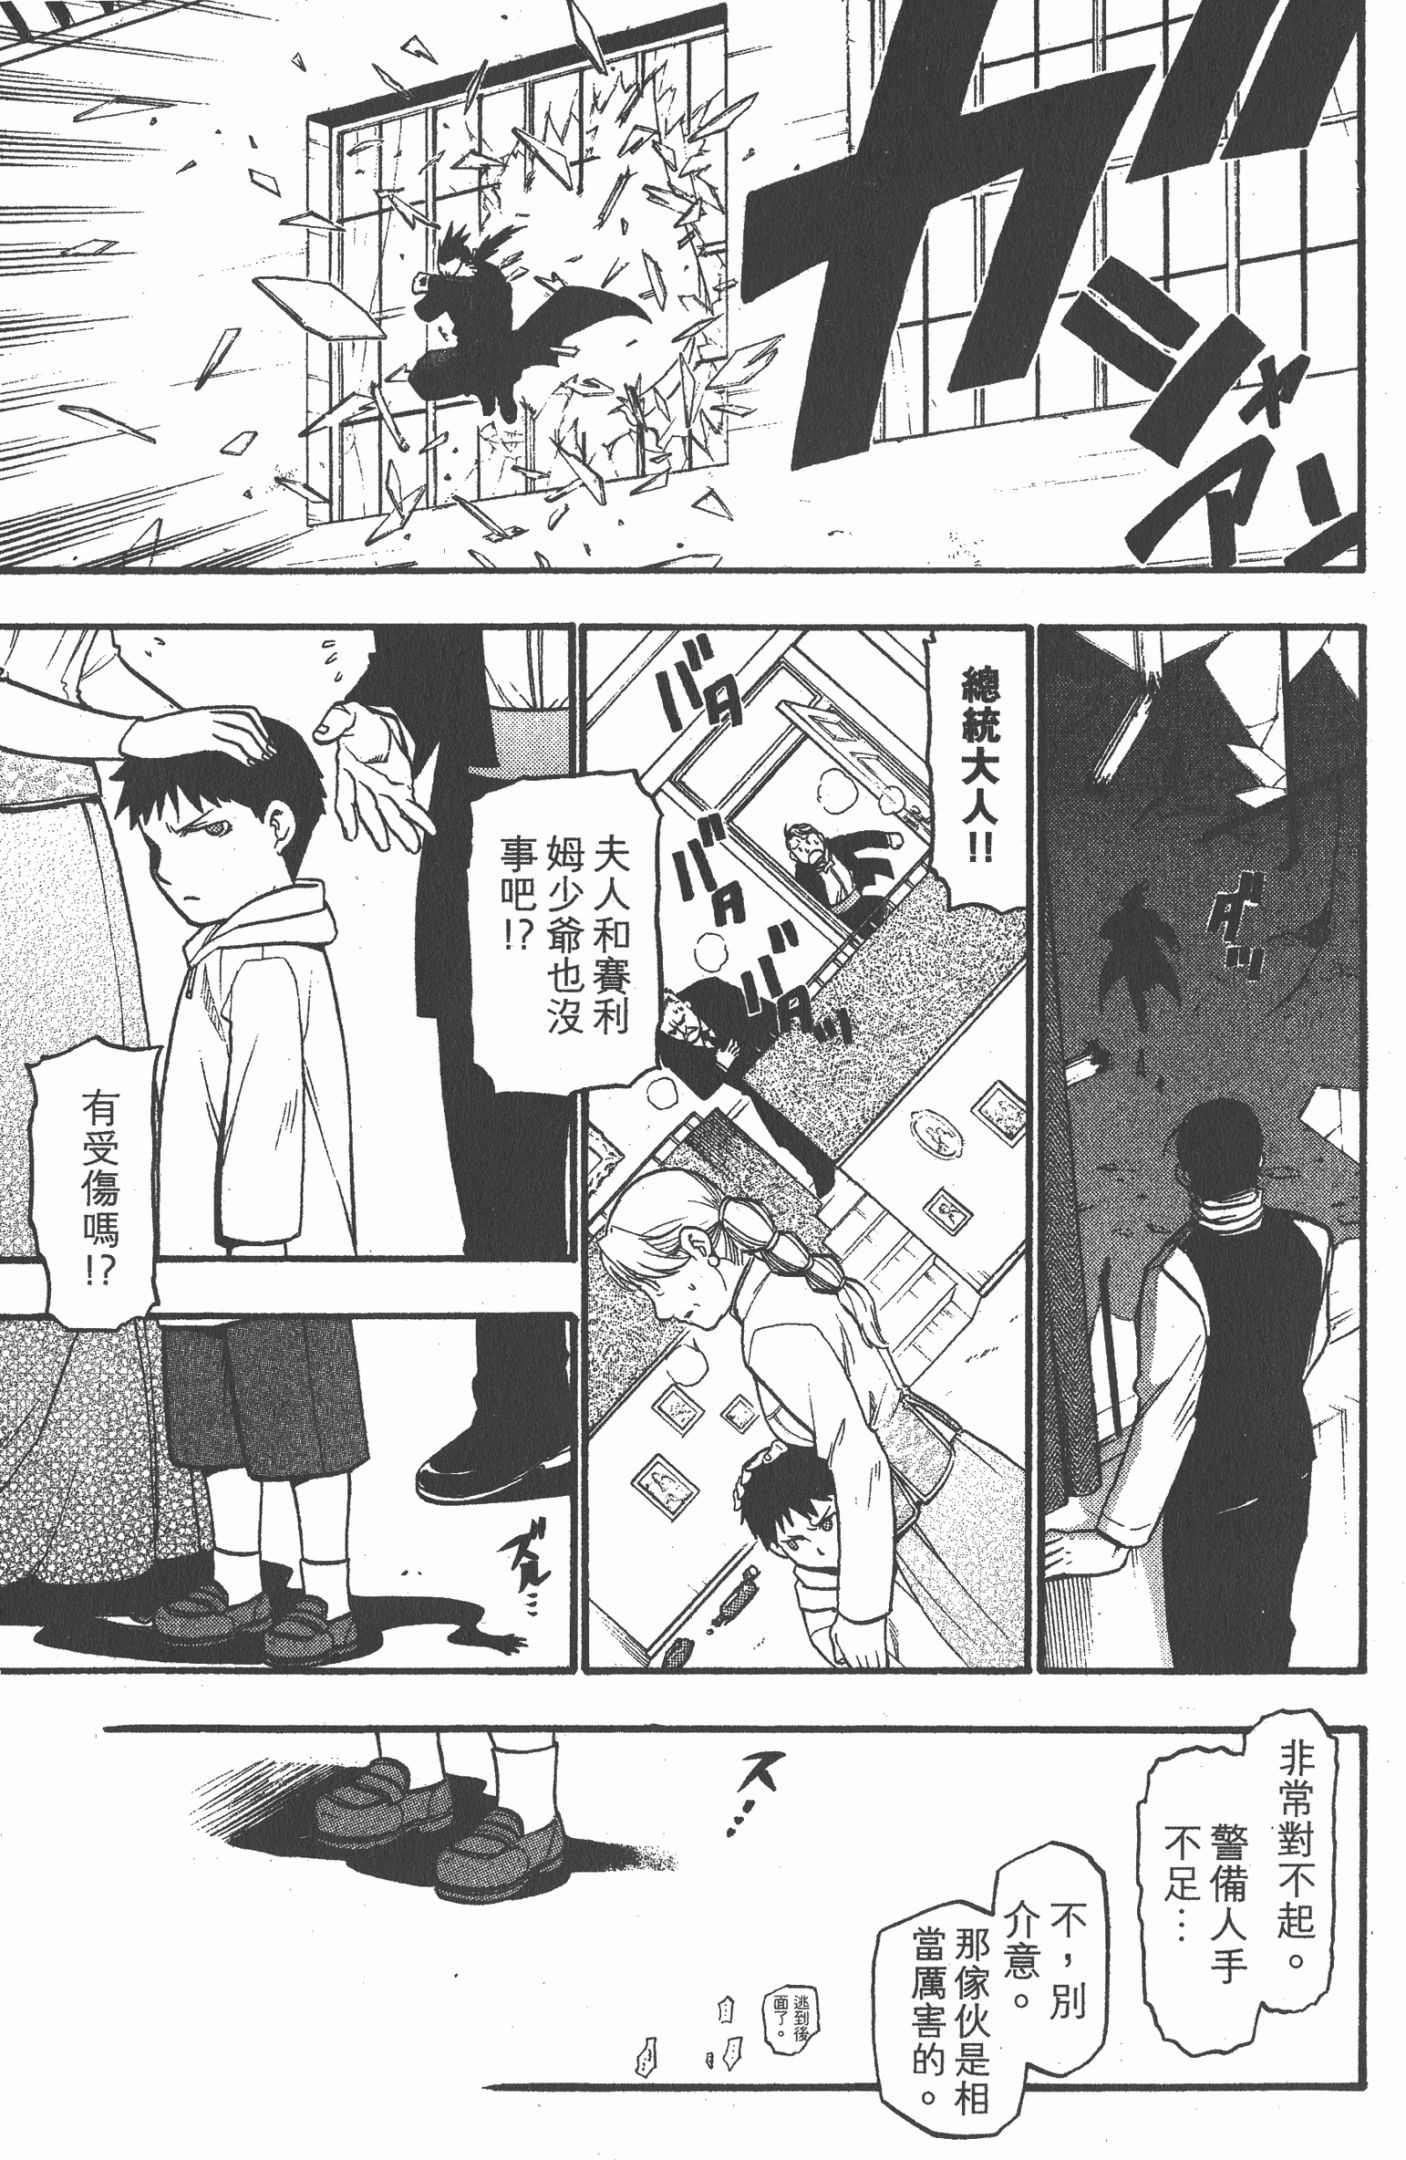 ガシャアン
ダッ
總統大人!!
バタバタ
バタバタッ
夫人和賽利
姆少爺也沒
事吧!?
有受傷嗎!?
ズル…
ス…
非常對不起。
警備人手
不足…
不，別
介意。
那傢伙是相
當厲害的。
逃到後
面了。